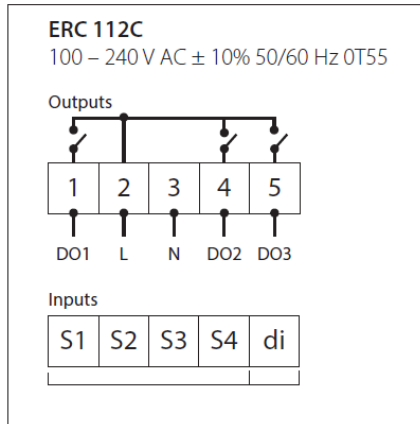 ERC 112C
100 – 240 V AC ± 10% 50/60 Hz 0T55
Outputs
1 2 3 4 5
DO1 L N DO2 DO3
Inputs
S1 S2 S3 S4 di